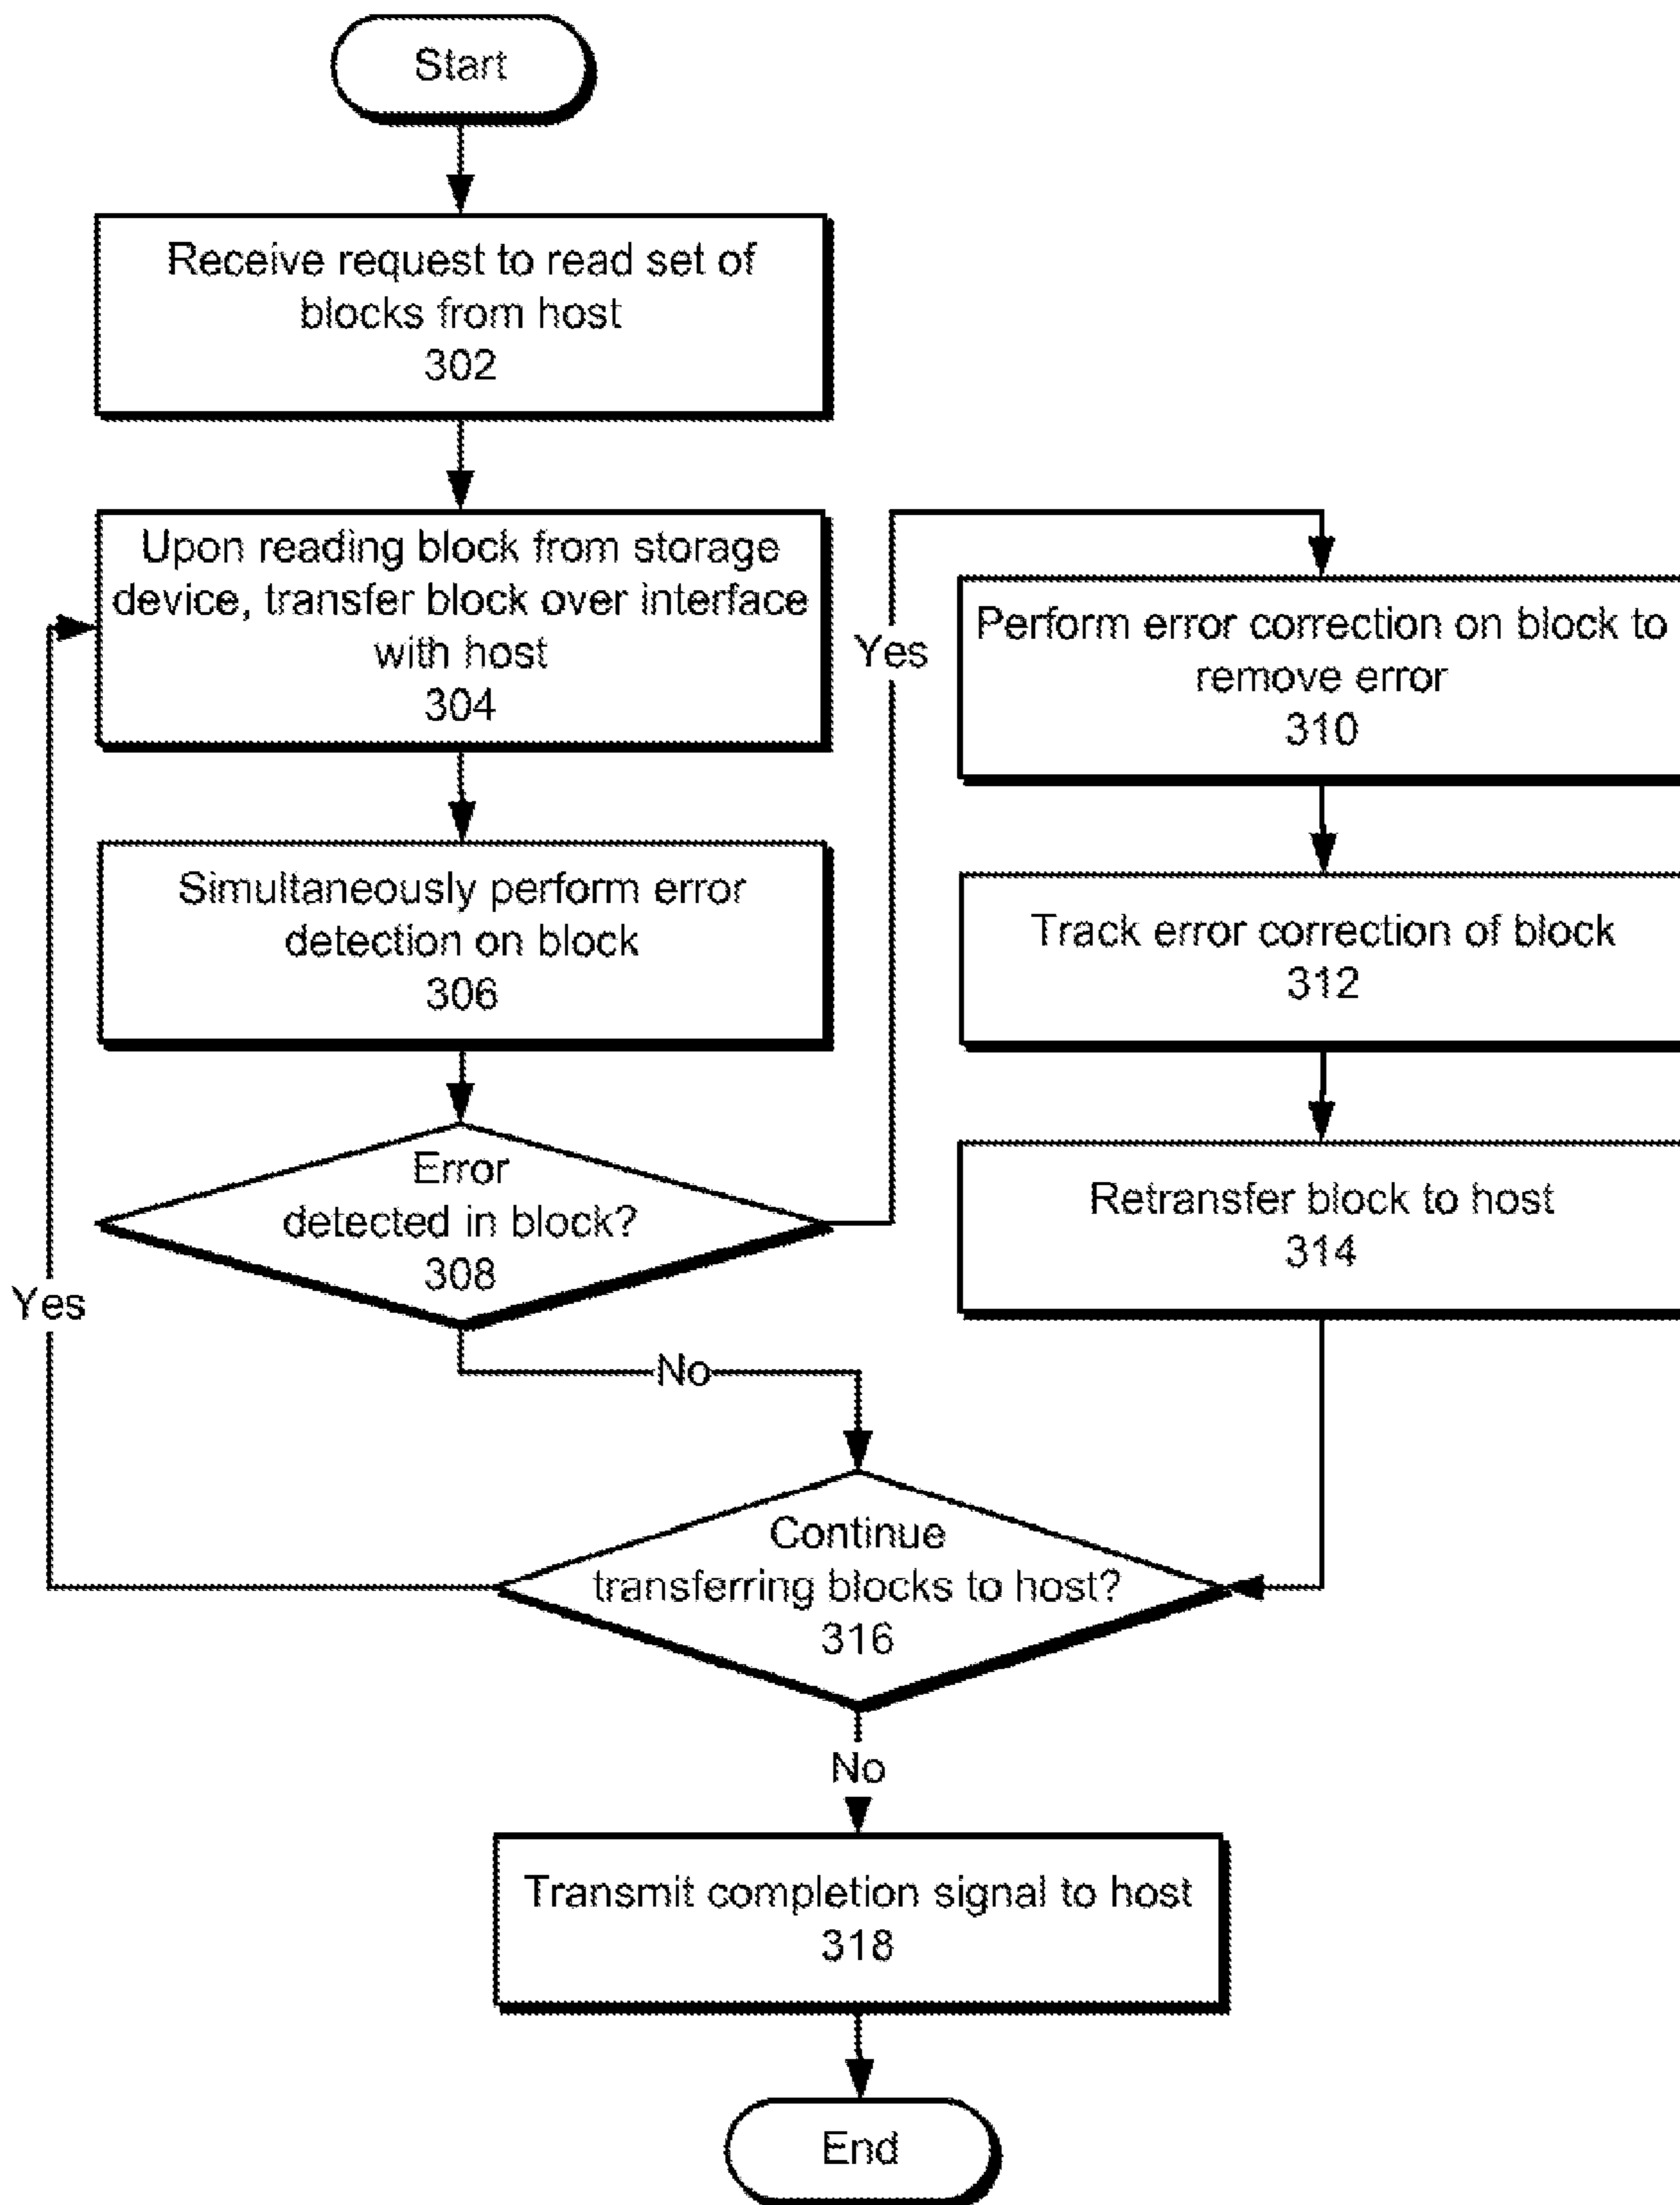 Start
Receive request to read set of
blocks from host
302
Upon reading block from storage
device, transfer block over interface
with host
304
Simultaneously perform error
detection on block
306
Error
detected in block?
308
Yes
Perform error correction on block to
remove error
310
Track error correction of block
312
Retransfer block to host
314
Yes
No
Continue
transferring blocks to host?
316
No
Transmit completion signal to host
318
End